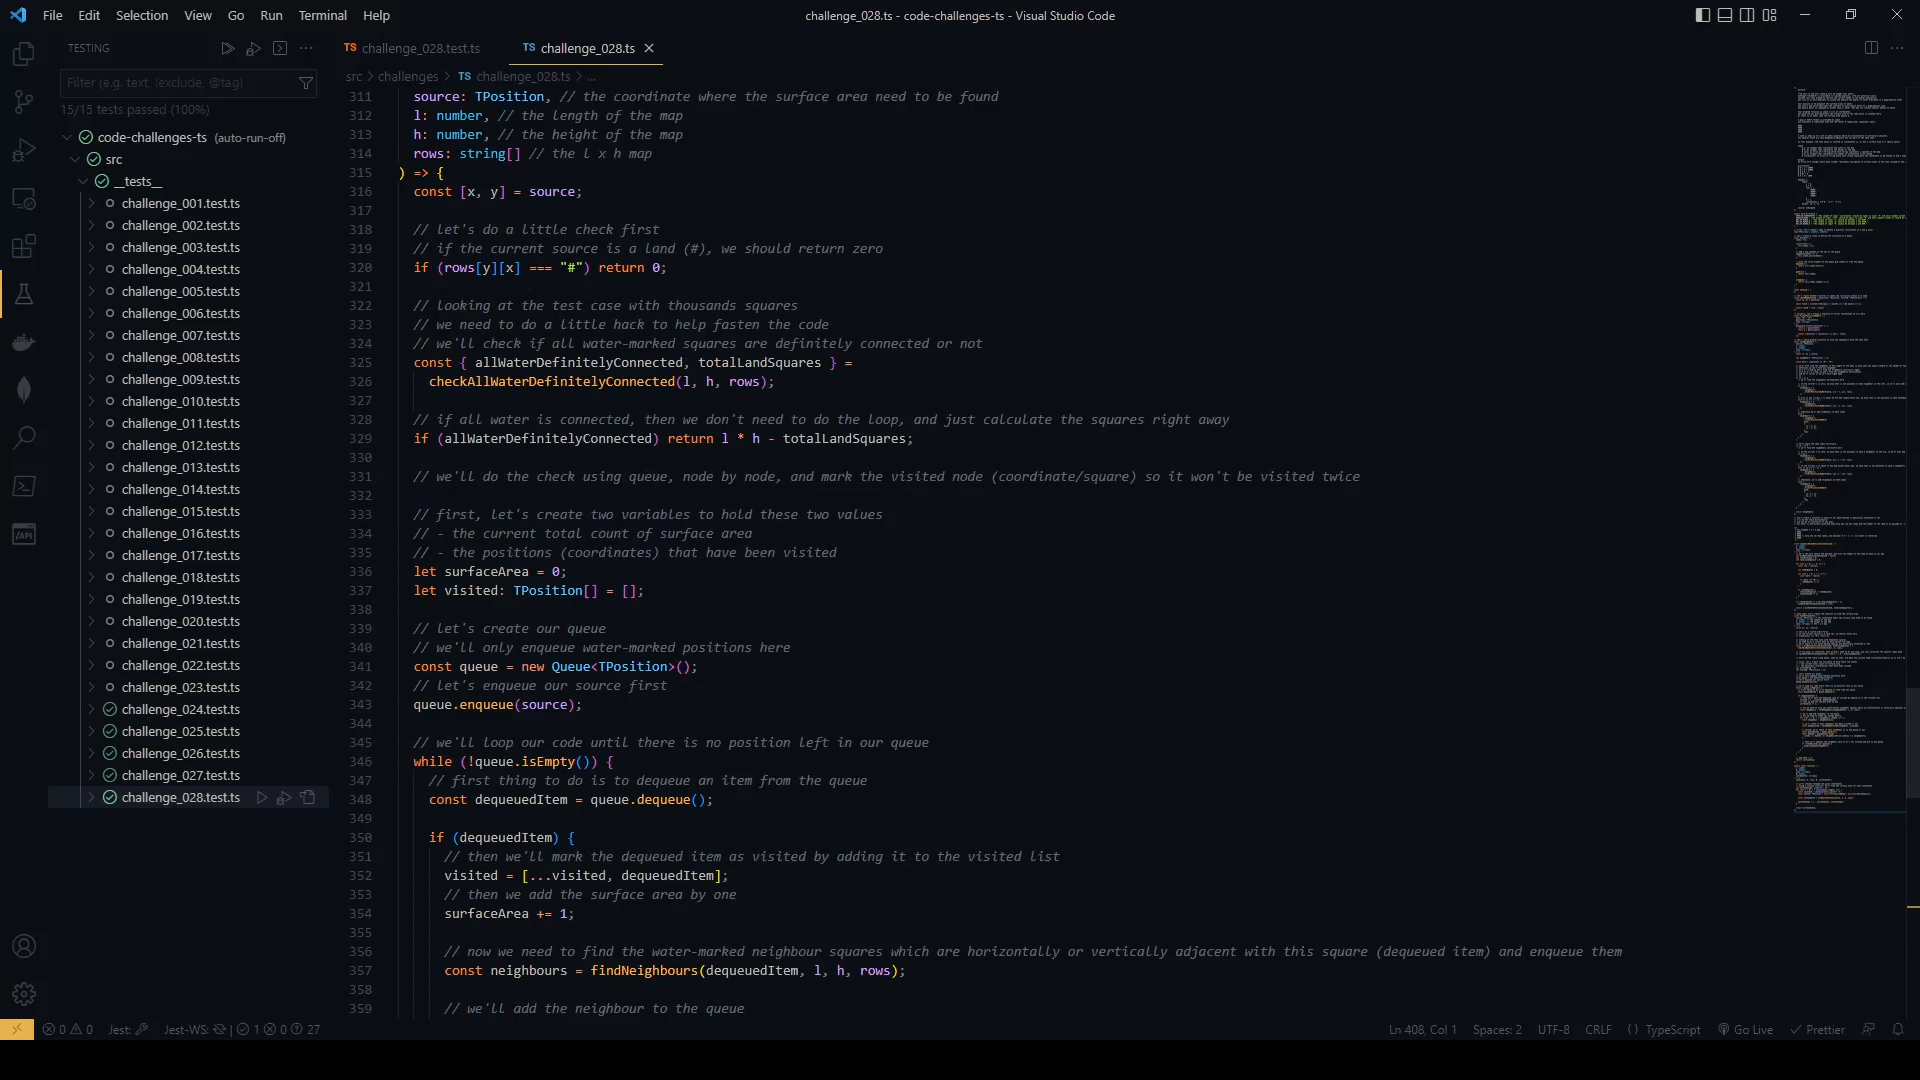 File Edit Selection View Go Run Terminal Help
challenge_028.ts - code-challenges-ts - Visual Studio Code
TESTING
Filter (e.g. text, !exclude, @tag)
15/15 tests passed (100%)
code-challenges-ts (auto-run-off)
src
__tests__
challenge_001.test.ts
challenge_002.test.ts
challenge_003.test.ts
challenge_004.test.ts
challenge_005.test.ts
challenge_006.test.ts
challenge_007.test.ts
challenge_008.test.ts
challenge_009.test.ts
challenge_010.test.ts
challenge_011.test.ts
challenge_012.test.ts
challenge_013.test.ts
challenge_014.test.ts
challenge_015.test.ts
challenge_016.test.ts
challenge_017.test.ts
challenge_018.test.ts
challenge_019.test.ts
challenge_020.test.ts
challenge_021.test.ts
challenge_022.test.ts
challenge_023.test.ts
challenge_024.test.ts
challenge_025.test.ts
challenge_026.test.ts
challenge_027.test.ts
challenge_028.test.ts
TS challenge_028.test.ts TS challenge_028.ts
src > challenges > TS challenge_028.ts > ...
311 source: TPosition, // the coordinate where the surface area need to be found
312 l: number, // the length of the map
313 h: number, // the height of the map
314 rows: string[] // the l x h map
315 ) => {
316 const [x, y] = source;
317
318 // let's do a little check first
319 // if the current source is a land (#), we should return zero
320 if (rows[y][x] === "#") return 0;
321
322 // looking at the test case with thousands squares
323 // we need to do a little hack to help fasten the code
324 // we'll check if all water-marked squares are definitely connected or not
325 const { allWaterDefinitelyConnected, totalLandSquares } =
326 checkAllWaterDefinitelyConnected(l, h, rows);
327
328 // if all water is connected, then we don't need to do the loop, and just calculate the squares right away
329 if (allWaterDefinitelyConnected) return l * h - totalLandSquares;
330
331 // we'll do the check using queue, node by node, and mark the visited node (coordinate/square) so it won't be visited twice
332
333 // first, let's create two variables to hold these two values
334 // - the current total count of surface area
335 // - the positions (coordinates) that have been visited
336 let surfaceArea = 0;
337 let visited: TPosition[] = [];
338
339 // let's create our queue
340 // we'll only enqueue water-marked positions here
341 const queue = new Queue<TPosition>();
342 // let's enqueue our source first
343 queue.enqueue(source);
344
345 // we'll loop our code until there is no position left in our queue
346 while (!queue.isEmpty()) {
347 // first thing to do is to dequeue an item from the queue
348 const dequeuedItem = queue.dequeue();
349
350 if (dequeuedItem) {
351 // then we'll mark the dequeued item as visited by adding it to the visited list
352 visited = [...visited, dequeuedItem];
353 // then we add the surface area by one
354 surfaceArea += 1;
355
356 // now we need to find the water-marked neighbour squares which are horizontally or vertically adjacent with this square (dequeued item) and enqueue them
357 const neighbours = findNeighbours(dequeuedItem, l, h, rows);
358
359 // we'll add the neighbour to the queue
0 0 Jest: Jest-WS: | 1 0 27
Ln 408, Col 1 Spaces: 2 UTF-8 CRLF {} TypeScript Go Live Prettier